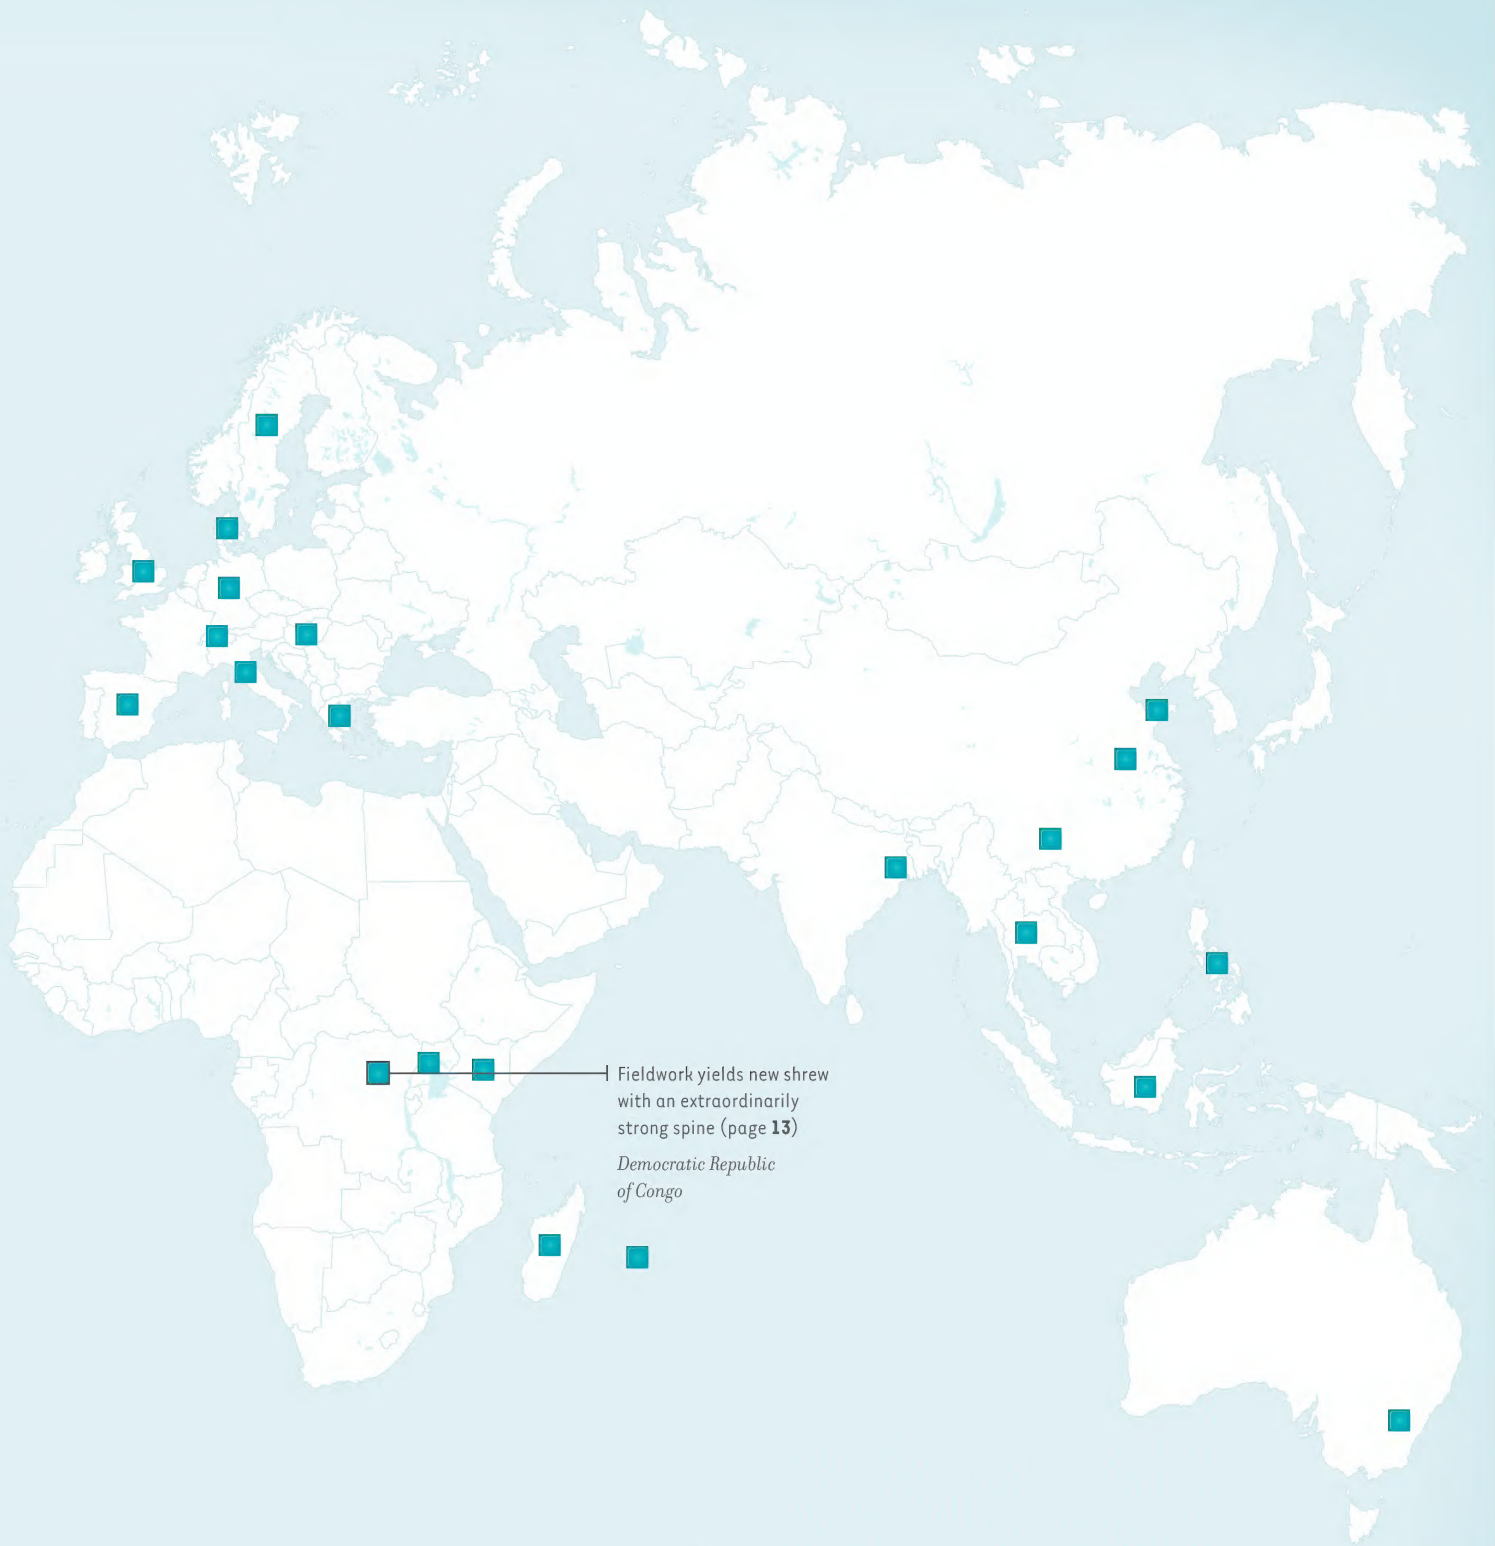 Fieldwork yields new shrew
with an extraordinarily
strong spine (page 13)
Democratic Republic
of Congo